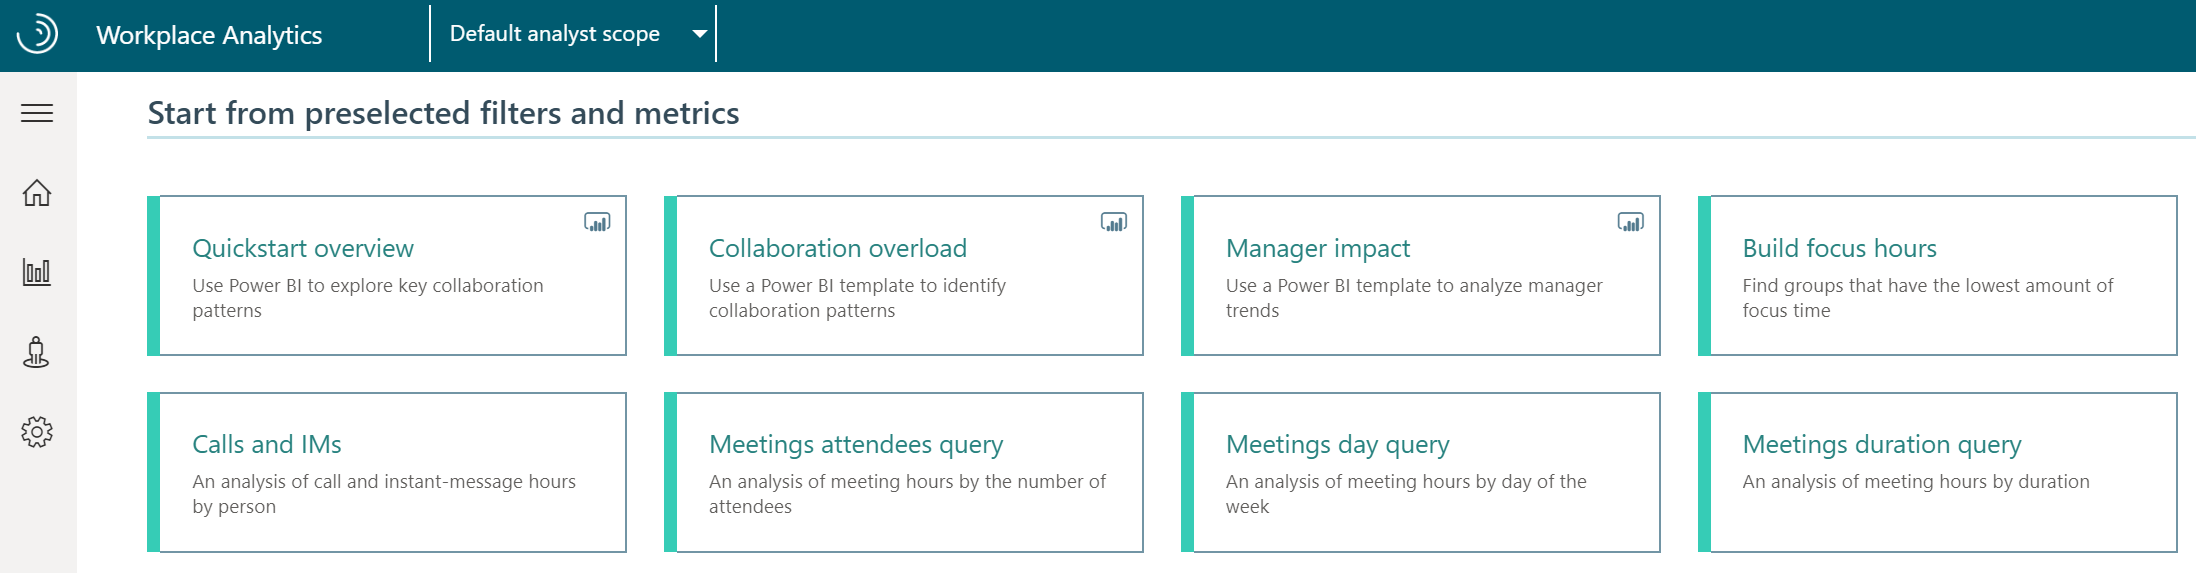 Workplace Analytics
Default analyst scope
Start from preselected filters and metrics
Quickstart overview
Use Power BI to explore key collaboration
patterns
Collaboration overload
Use a Power BI template to identify
collaboration patterns
Manager impact
Use a Power BI template to analyze manager
trends
Build focus hours
Find groups that have the lowest amount of
focus time
Calls and IMs
An analysis of call and instant-message hours
by person
Meetings attendees query
An analysis of meeting hours by the number of
attendees
Meetings day query
An analysis of meeting hours by day of the
week
Meetings duration query
An analysis of meeting hours by duration